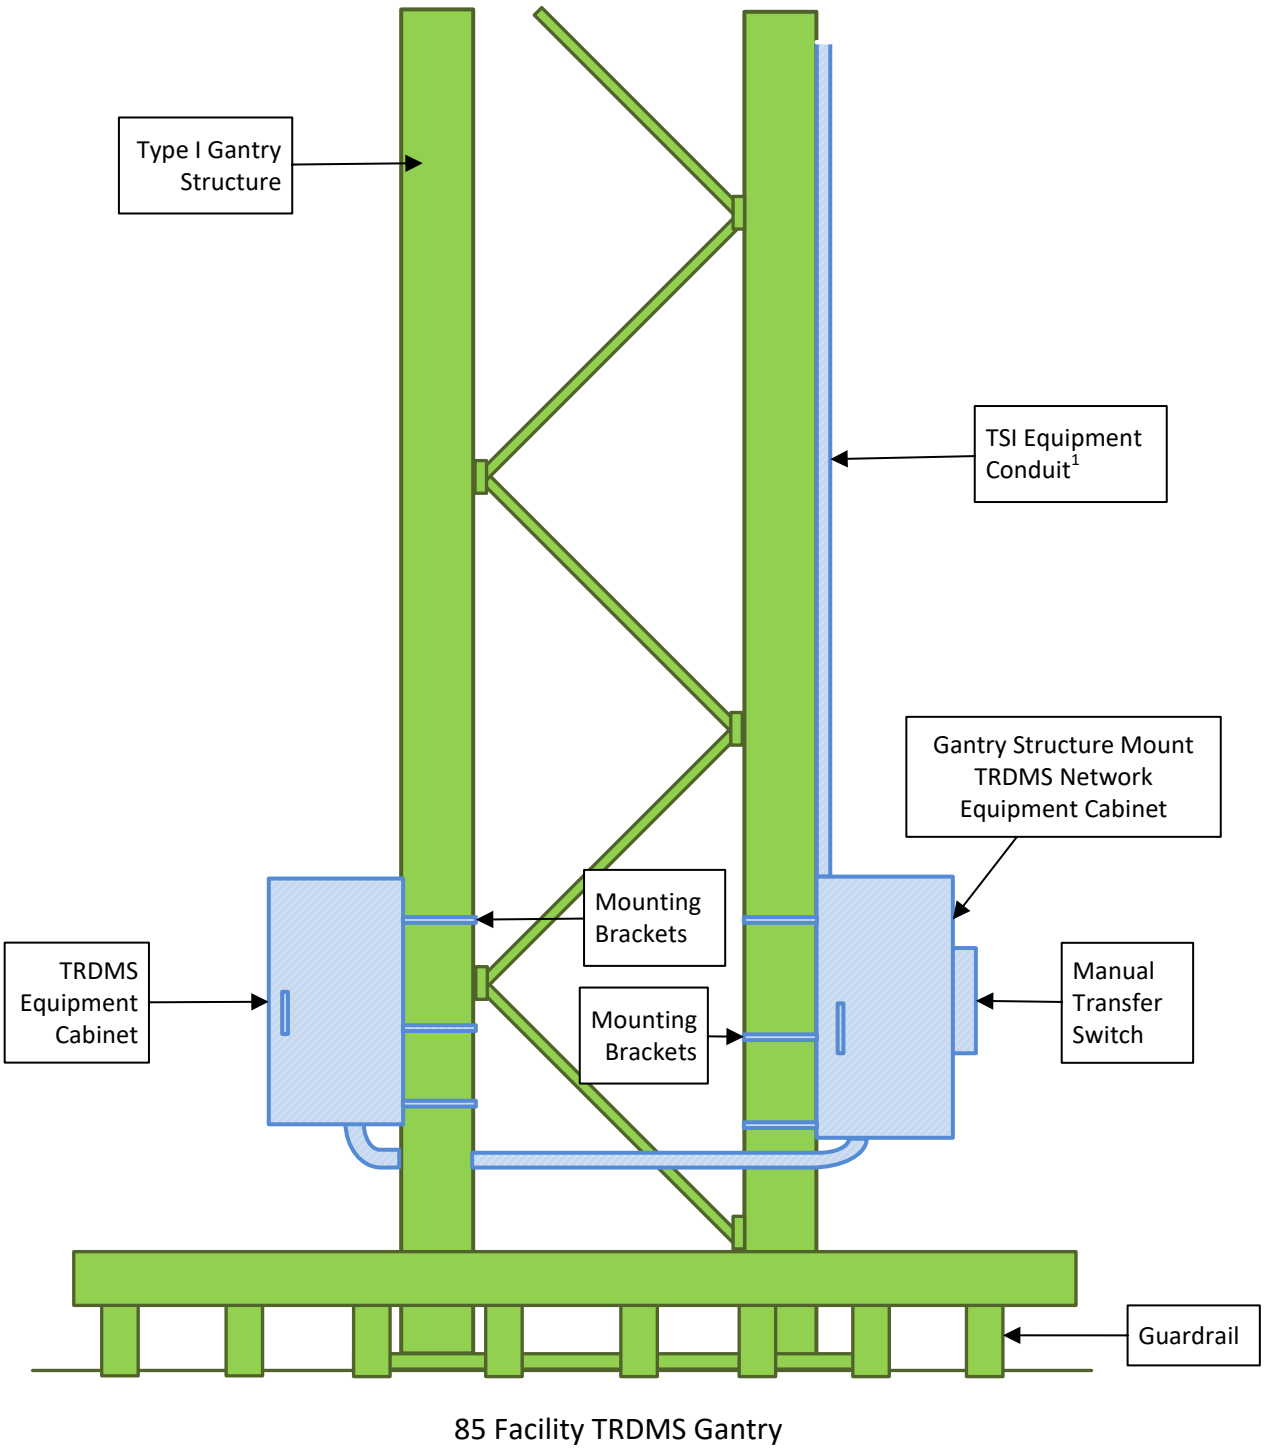 Type I Gantry
Structure
TSI Equipment
Conduit¹
Gantry Structure Mount
TRDMS Network
Equipment Cabinet
Mounting
Brackets
TRDMS
Equipment
Cabinet
Manual
Transfer
Switch
Mounting
Brackets
Guardrail
85 Facility TRDMS Gantry